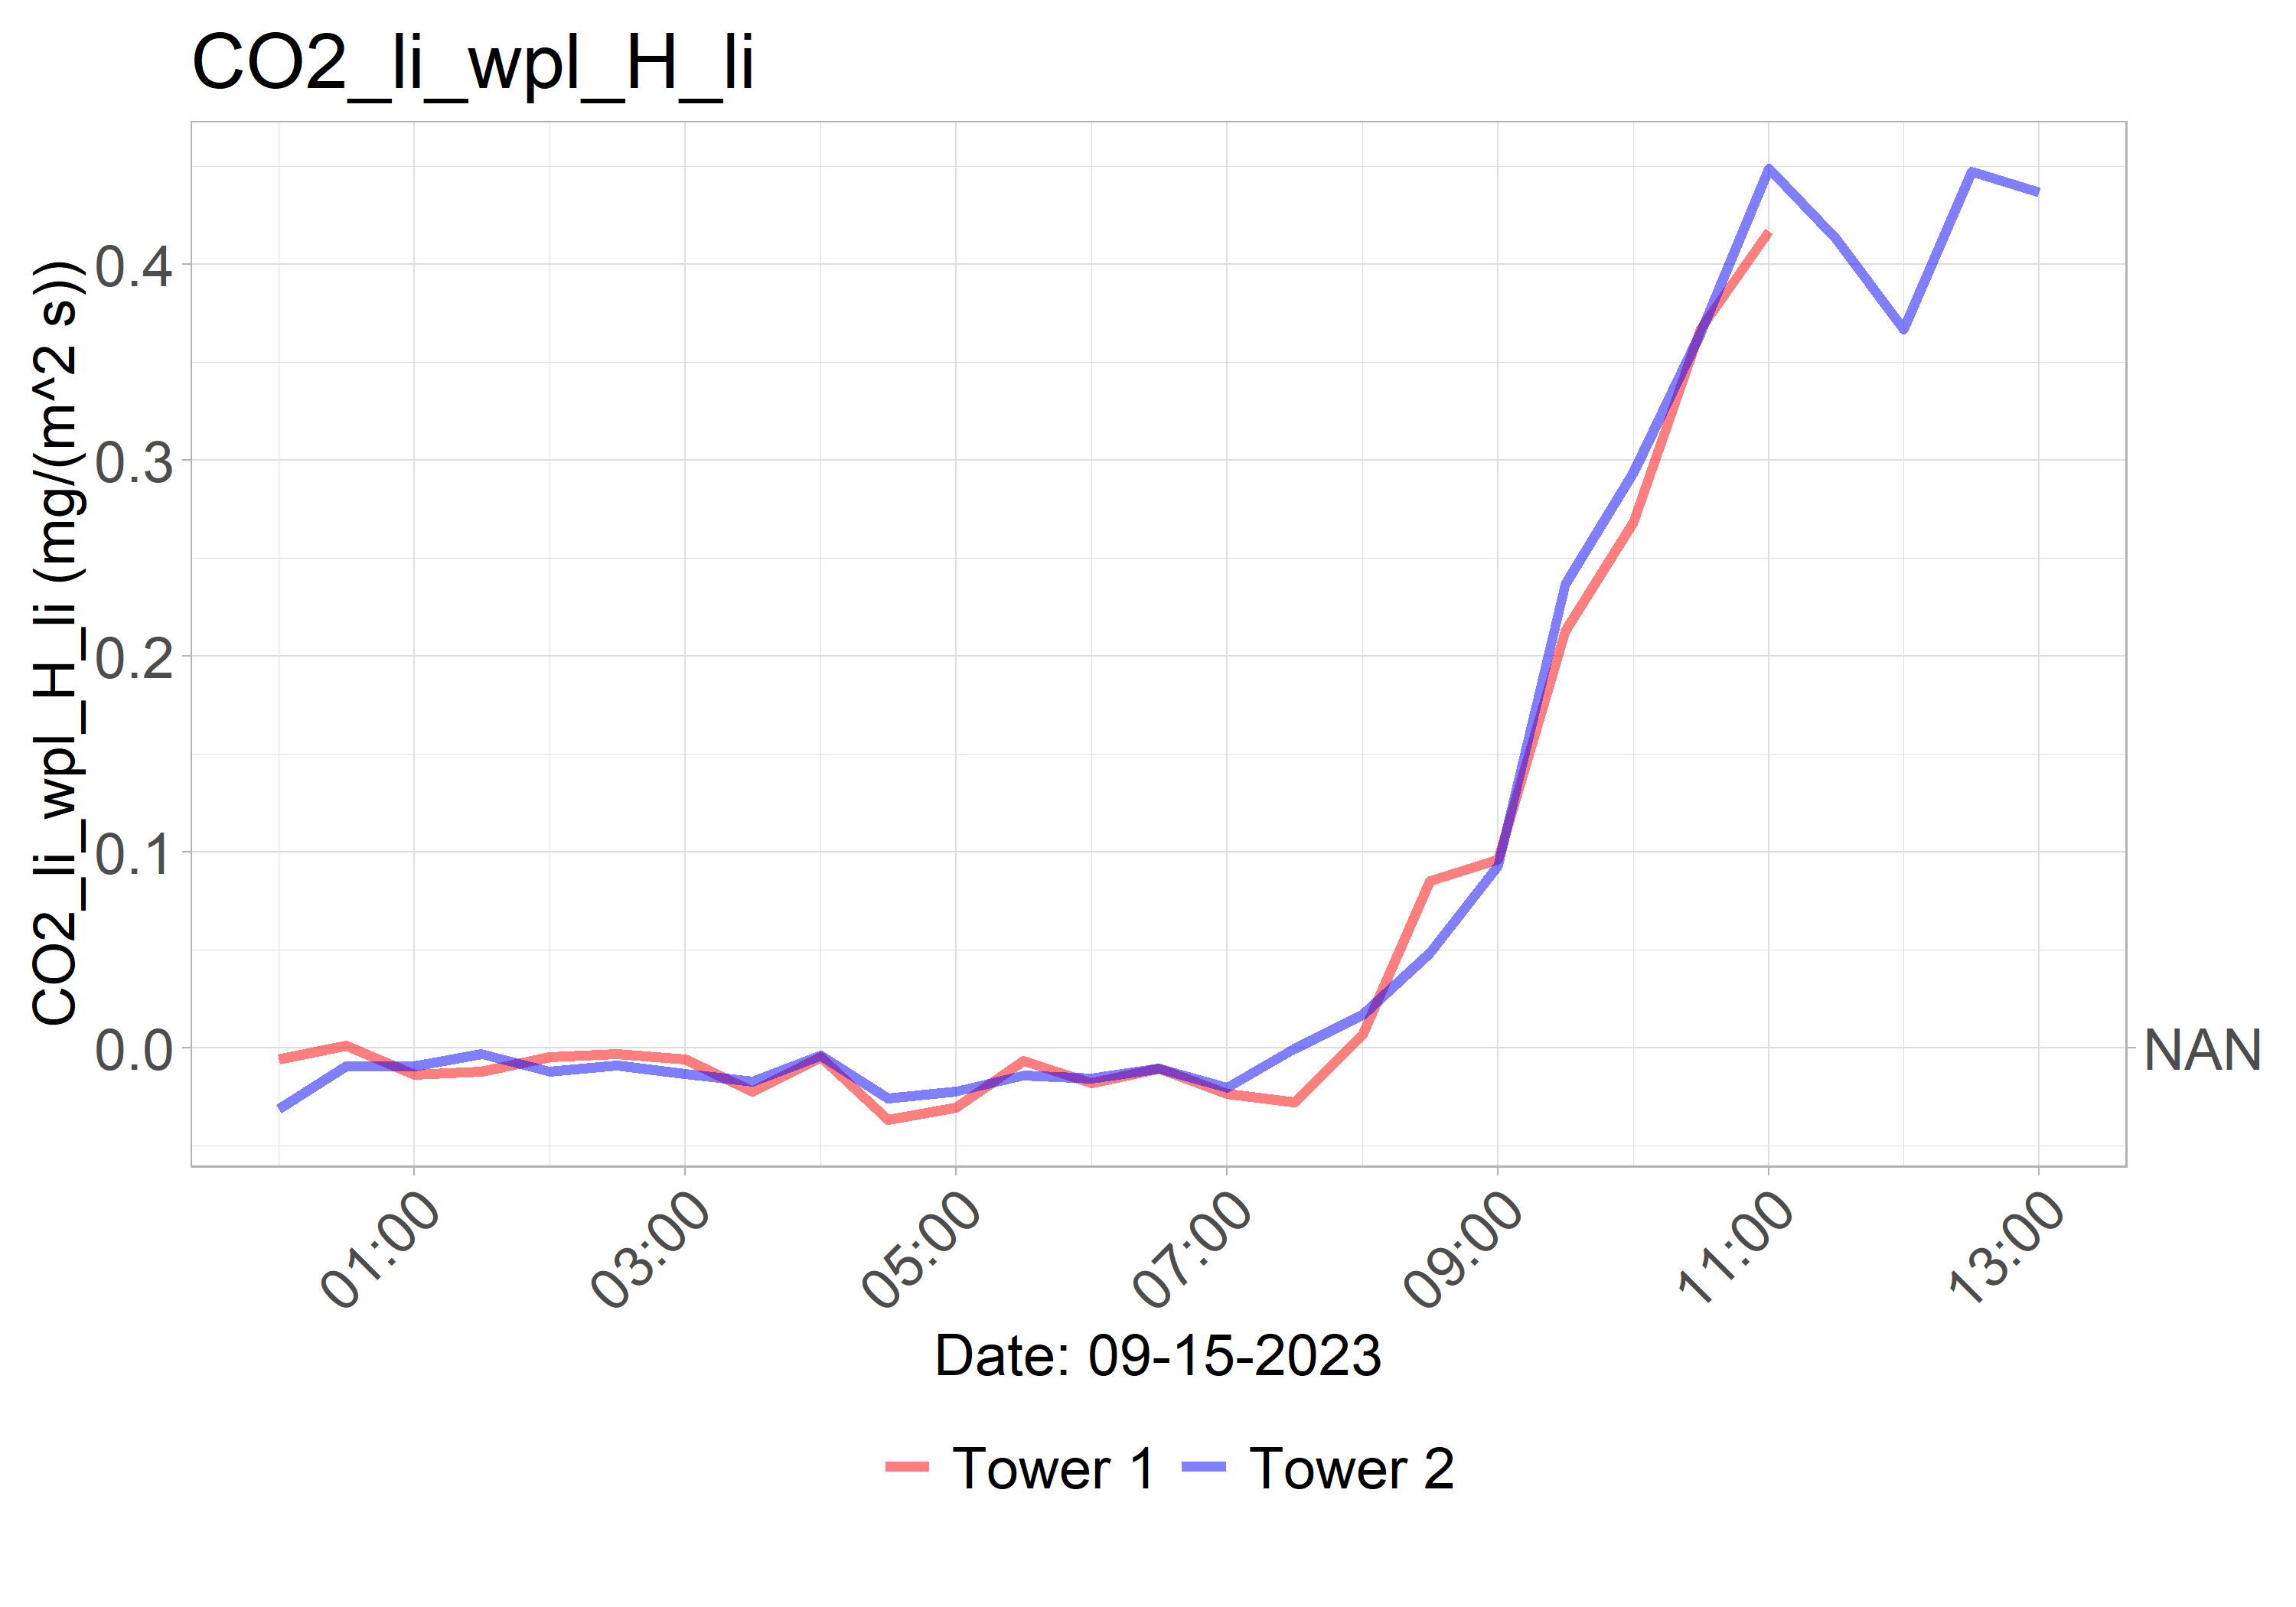 CO2_li_wpl_H_li
CO2_li_wpl_H_li (mg/(m^2 s))
0.4
0.3
0.2
0.1
0.0
NAN
01:00
03:00
05:00
07:00
09:00
11:00
13:00
Date: 09-15-2023
Tower 1
Tower 2